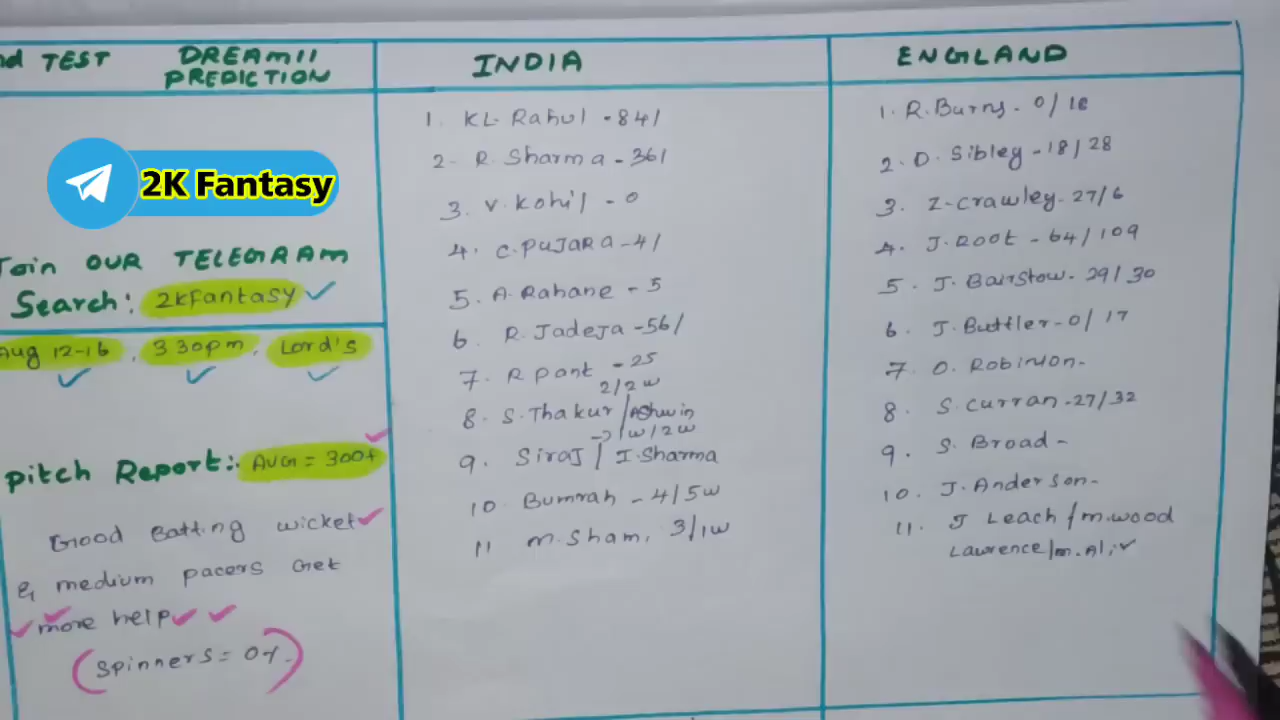 nd TEST DREAM11
PREDICTION
2K Fantasy
Join OUR TELEGRAM
Search: 2kFantasy
Aug 12-16, 3 30pm, Lord's
Pitch Report:- AVG = 300+
Good Batting wicket
& medium pacers Get
more help
(Spinners = 0%.)
INDIA
1. KL. Rahul - 84/
2- R. Sharma - 36/
3. V. Kohil - 0
4. C. PUJARA - 4/
5. A. Rahane - 5
6. R. Jadeja - 56/
7. R pant - 25
2/2w
8. S. Thakur / Ashwin
-> 1w/2w
9. Siraj / I. Sharma
10. Bumrah - 4/5w
11 M. Sham, 3/1w
ENGLAND
1. R. Burns - 0/18
2. D. Sibley - 18/28
3. Z. Crawley - 27/6
4. J. Root - 64/109
5. J. Bairstow - 29/30
6 J. Buttler - 0/17
7. O. Robinson -
8 S. Curran - 27/32
9. S. Broad -
10. J. Anderson -
11. J Leach / M. Wood
Lawrence / M. Ali